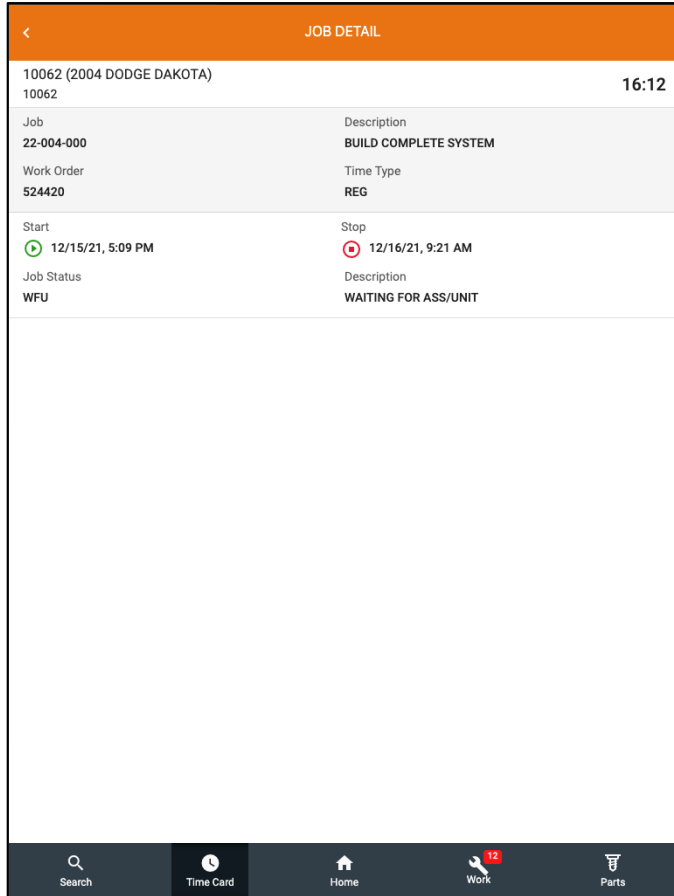 JOB DETAIL
10062 (2004 DODGE DAKOTA)
10062
16:12
Job
22-004-000
Description
BUILD COMPLETE SYSTEM
Work Order
524420
Time Type
REG
Start
12/15/21, 5:09 PM
Stop
12/16/21, 9:21 AM
Job Status
WFU
Description
WAITING FOR ASS/UNIT
Search
Time Card
Home
12
Work
Parts